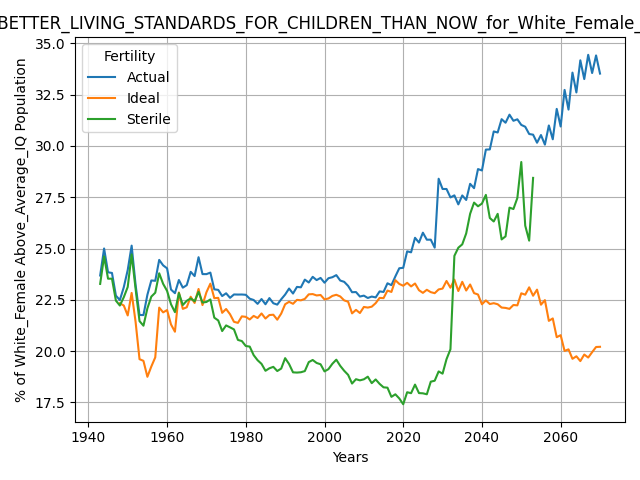 BETTER_LIVING_STANDARDS_FOR_CHILDREN_THAN_NOW_for_White_Female_
% of White_Female Above_Average_IQ Population
35.0
32.5
30.0
27.5
25.0
22.5
20.0
17.5
Fertility
Actual
Ideal
Sterile
1940
1960
1980
2000
2020
2040
2060
Years